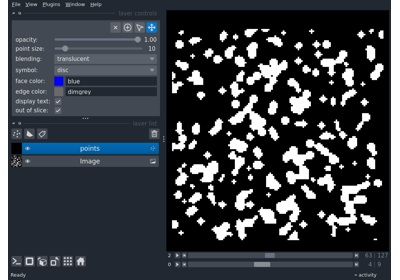 File View Plugins Window Help
layer controls
opacity: 1.00
point size: 10
blending: translucent
symbol: disc
face color: blue
edge color: dimgrey
display text:
out of slice:
layer list
points
Image
2 63 / 127
0 4 / 9
Ready
activity